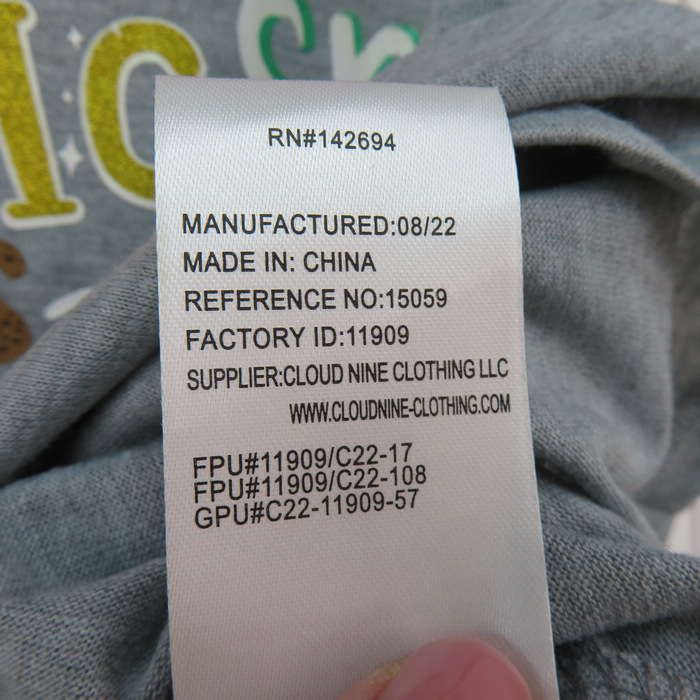 IC
RN#142694
MANUFACTURED:08/22
MADE IN: CHINA
REFERENCE NO:15059
FACTORY ID:11909
SUPPLIER:CLOUD NINE CLOTHING LLC
WWW.CLOUDNINE-CLOTHING.COM
FPU#11909/C22-17
FPU#11909/C22-108
GPU#C22-11909-57